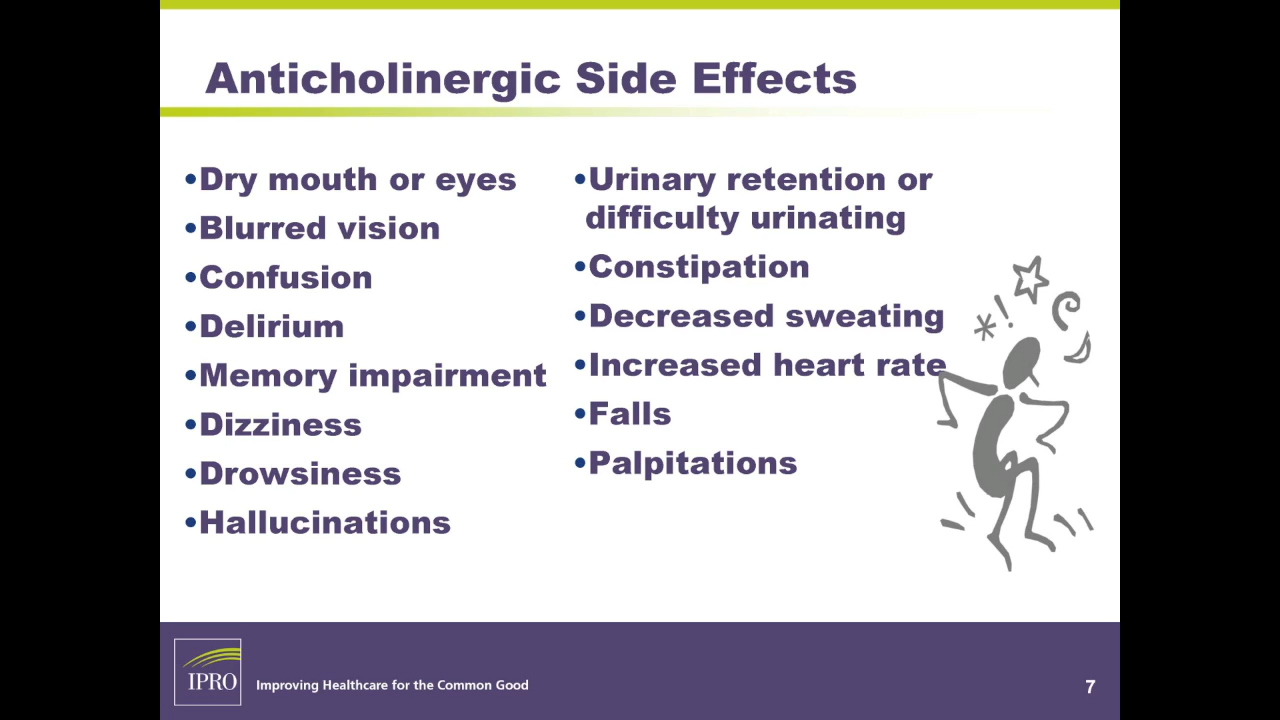 Anticholinergic Side Effects
•Dry mouth or eyes
•Blurred vision
•Confusion
•Delirium
•Memory impairment
•Dizziness
•Drowsiness
•Hallucinations
•Urinary retention or
difficulty urinating
•Constipation
•Decreased sweating
•Increased heart rate
•Falls
•Palpitations
IPRO
Improving Healthcare for the Common Good
7